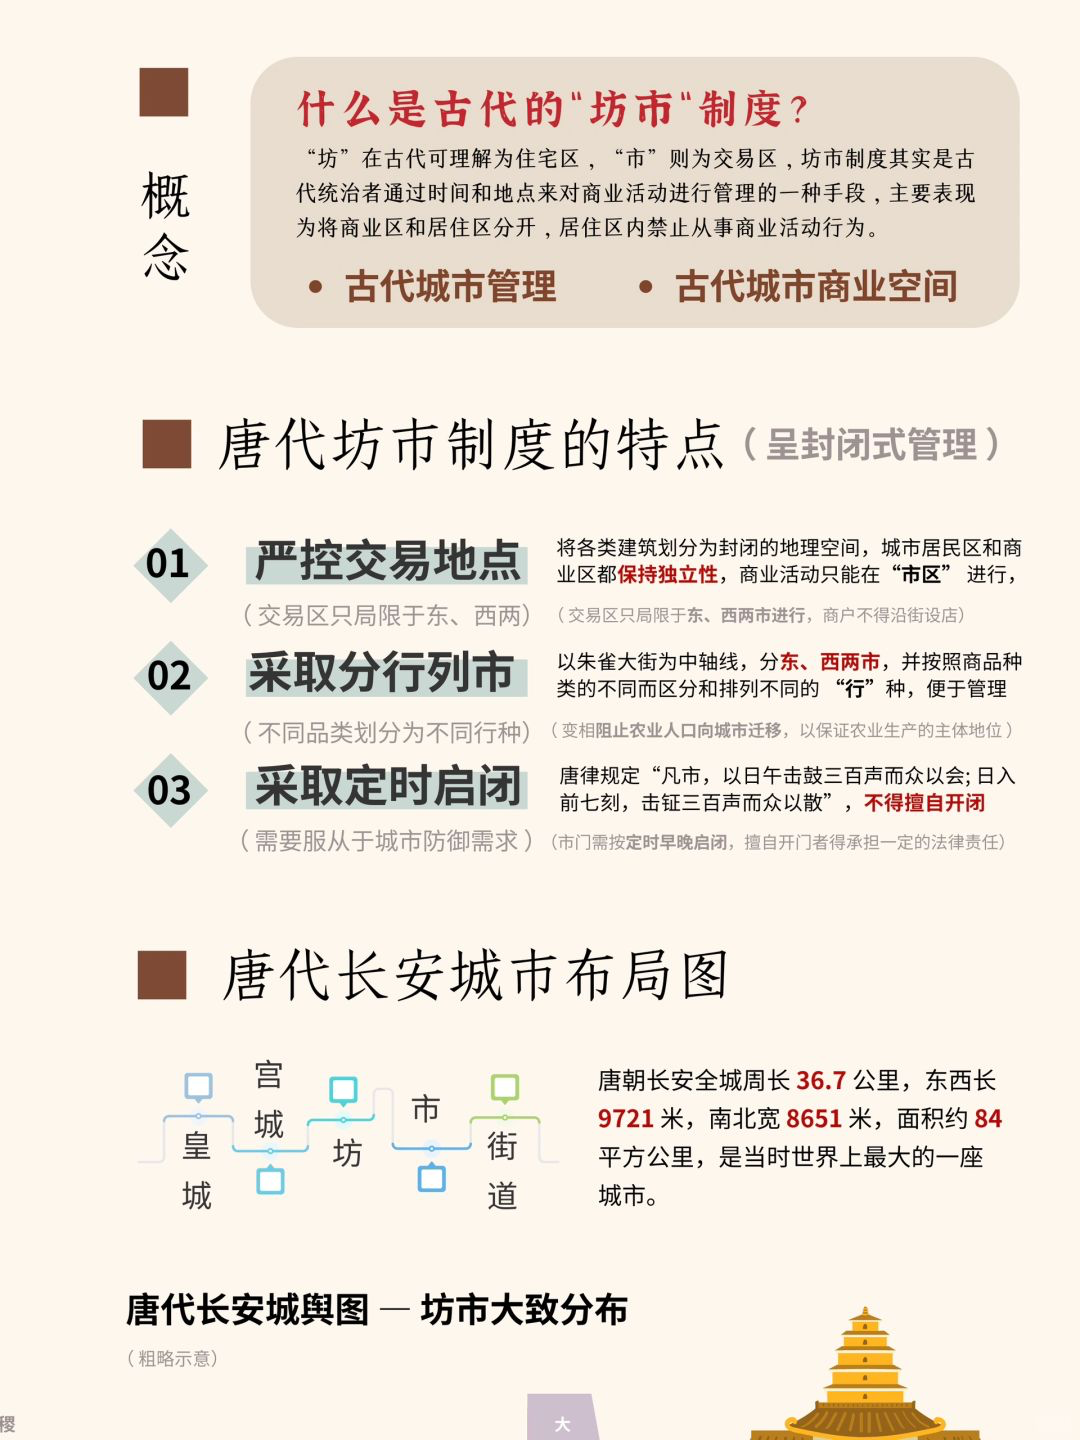 概念
什么是古代的“坊市“制度？
“坊”在古代可理解为住宅区，“市”则为交易区，坊市制度其实是古
代统治者通过时间和地点来对商业活动进行管理的一种手段，主要表现
为将商业区和居住区分开，居住区内禁止从事商业活动行为。
• 古代城市管理 • 古代城市商业空间
唐代坊市制度的特点（呈封闭式管理）
01 严控交易地点
（交易区只局限于东、西两）
将各类建筑划分为封闭的地理空间，城市居民区和商
业区都保持独立性，商业活动只能在“市区” 进行，
（交易区只局限于东、西两市进行，商户不得沿街设店）
02 采取分行列市
（不同品类划分为不同行种）
以朱雀大街为中轴线，分东、西两市，并按照商品种
类的不同而区分和排列不同的 “行”种，便于管理
（变相阻止农业人口向城市迁移，以保证农业生产的主体地位 ）
03 采取定时启闭
（需要服从于城市防御需求 ）
唐律规定“凡市，以日午击鼓三百声而众以会；日入
前七刻，击钲三百声而众以散”，不得擅自开闭
（市门需按定时早晚启闭，擅自开门者得承担一定的法律责任）
唐代长安城市布局图
皇城
宫城
坊
市
街道
唐朝长安全城周长 36.7 公里，东西长
9721 米，南北宽 8651 米，面积约 84
平方公里，是当时世界上最大的一座
城市。
唐代长安城舆图 — 坊市大致分布
（粗略示意）
稷
大